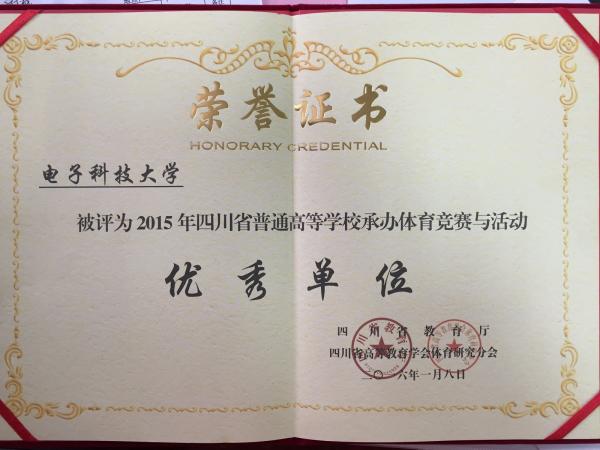 荣誉证书
HONORARY CREDENTIAL
电子科技大学
被评为2015年四川省普通高等学校承办体育竞赛与活动
优秀单位
四川省教育厅
四川省高等教育学会体育研究分会
二〇一六年一月八日